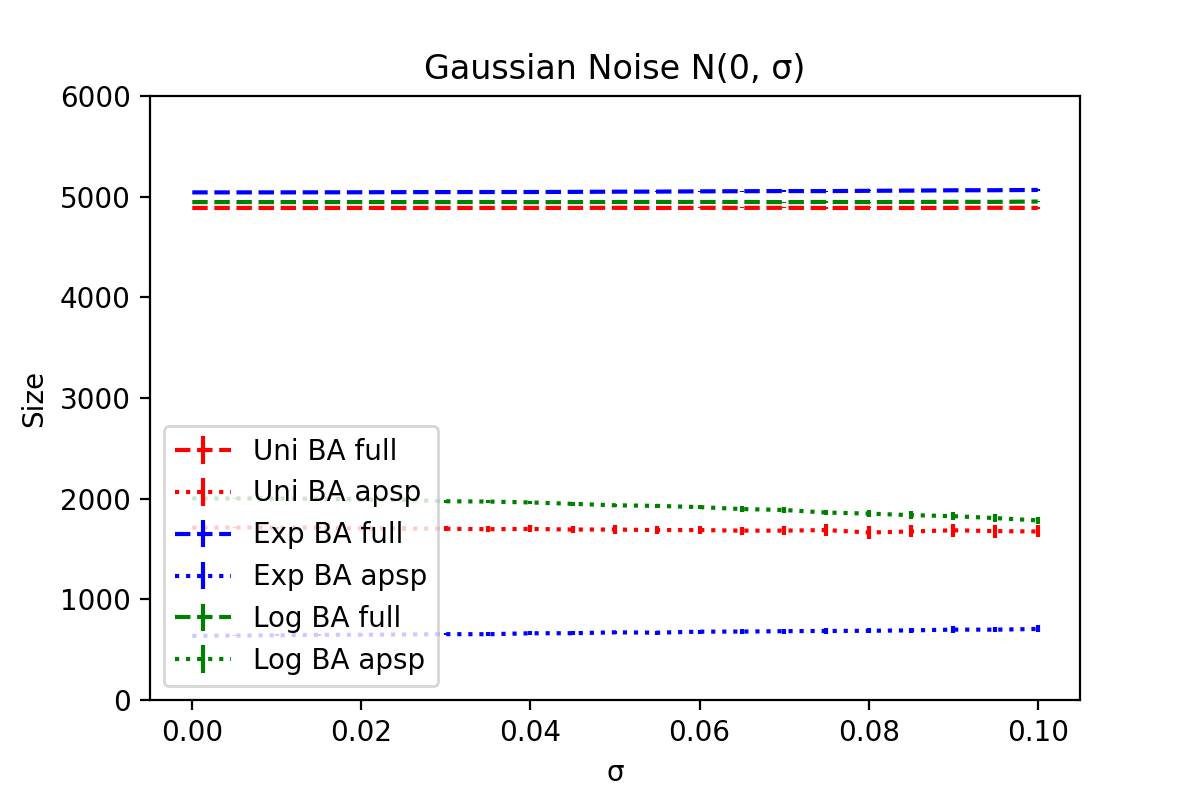 Gaussian Noise N(0, σ)
6000
5000
4000
3000
2000
1000
0
Size
Uni BA full
Uni BA apsp
Exp BA full
Exp BA apsp
Log BA full
Log BA apsp
0.00 0.02 0.04 0.06 0.08 0.10
σ